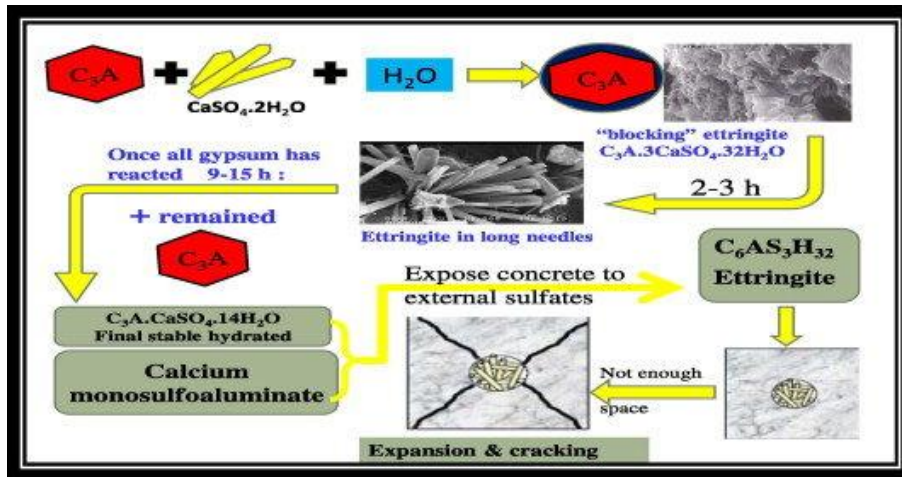 C₃A + CaSO₄.2H₂O + H₂O C₃A
"blocking" ettringite
C₃A.3CaSO₄.32H₂O
2-3 h
Ettringite in long needles
Once all gypsum has
reacted 9-15 h :
+ remained
C₃A
C₃A.CaSO₄.14H₂O
Final stable hydrated
Calcium
monosulfoaluminate
Expose concrete to
external sulfates
C₆AS₃H₃₂
Ettringite
Not enough
space
Expansion & cracking